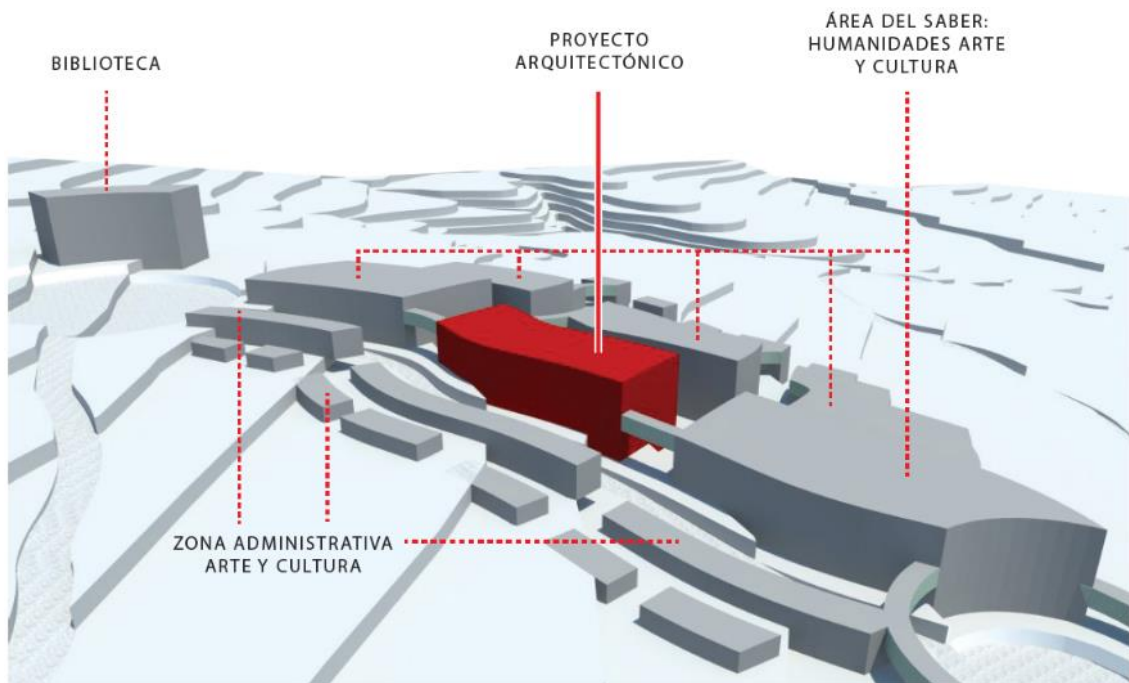 BIBLIOTECA
PROYECTO
ARQUITECTÓNICO
ÁREA DEL SABER:
HUMANIDADES ARTE
Y CULTURA
ZONA ADMINISTRATIVA
ARTE Y CULTURA